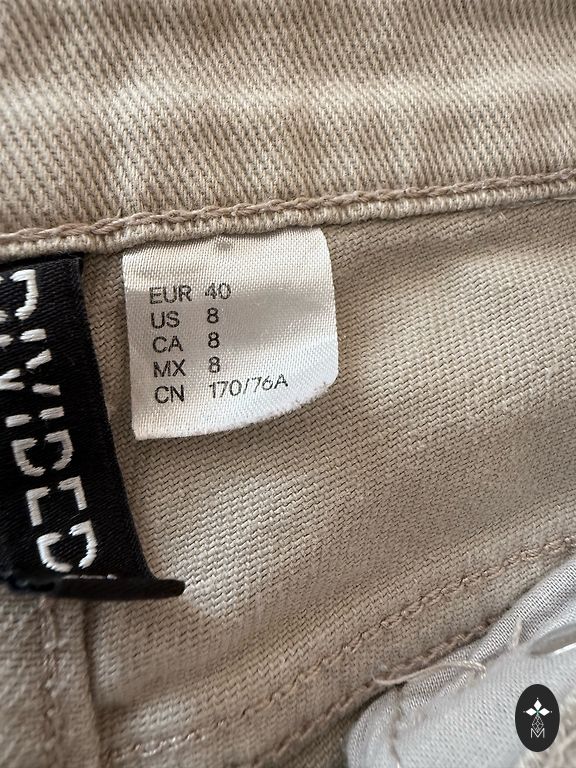 EUR 40
US 8
CA 8
MX 8
CN 170/76A
DIVIDED
M